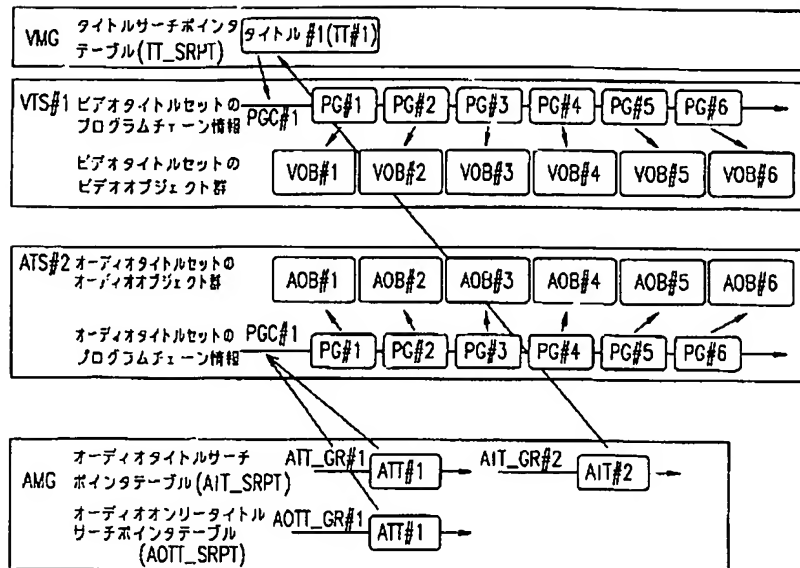 VMG タイトルサーチポインタ
テーブル(TT_SRPT)
タイトル #1(TT#1)
VTS#1 ビデオタイトルセットの
プログラムチェーン情報
PGC#1
PG#1 PG#2 PG#3 PG#4 PG#5 PG#6
ビデオタイトルセットの
ビデオオブジェクト群
VOB#1 VOB#2 VOB#3 VOB#4 VOB#5 VOB#6
ATS#2 オーディオタイトルセットの
オーディオオブジェクト群
AOB#1 AOB#2 AOB#3 AOB#4 AOB#5 AOB#6
オーディオタイトルセットの
プログラムチェーン情報
PGC#1
PG#1 PG#2 PG#3 PG#4 PG#5 PG#6
AMG オーディオタイトルサーチ
ポインタテーブル(AIT_SRPT)
ATT_GR#1 ATT#1 AIT_GR#2 AIT#2
オーディオオンリータイトル
サーチポインタテーブル
(AOTT_SRPT)
AOTT_GR#1 ATT#1